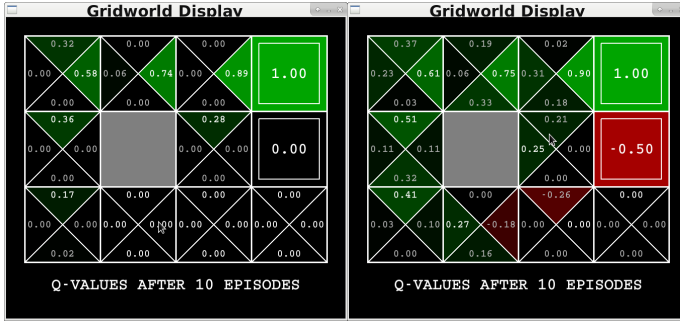 Gridworld Display
0.32 0.00 0.00
0.00 0.58 0.06 0.74 0.00 0.89 1.00
0.00 0.00 0.00
0.36 0.28
0.00 0.00 0.00 0.00 0.00
0.00 0.00
0.17 0.00 0.00 0.00
0.00 0.00 0.00 0.00 0.00 0.00 0.00
0.02 0.00 0.00 0.00
Q-VALUES AFTER 10 EPISODES
Gridworld Display
0.37 0.19 0.02
0.23 0.61 0.06 0.75 0.31 0.90 1.00
0.03 0.33 0.18
0.51 0.21
0.11 0.11 0.25 -0.50
0.32 0.00
0.41 0.00 -0.26 0.00
0.03 0.10 0.27 -0.18 0.00 0.00 0.00 0.00
0.16 0.00 0.00
Q-VALUES AFTER 10 EPISODES